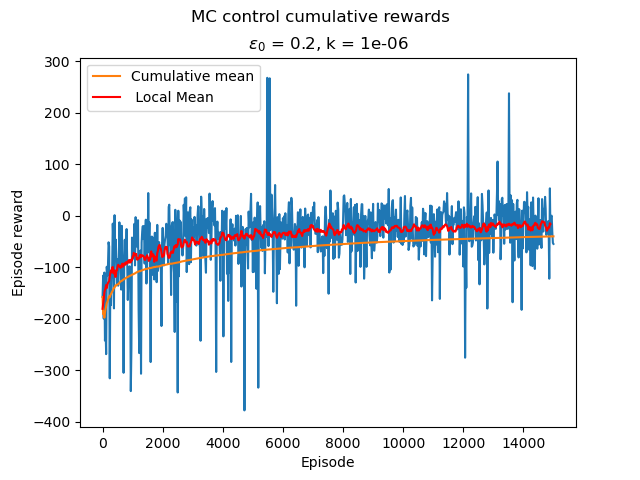 MC control cumulative rewards
ε₀ = 0.2, k = 1e-06
300
200
100
0
−100
−200
−300
−400
Episode reward
Cumulative mean
Local Mean
0
2000
4000
6000
8000
10000
12000
14000
Episode